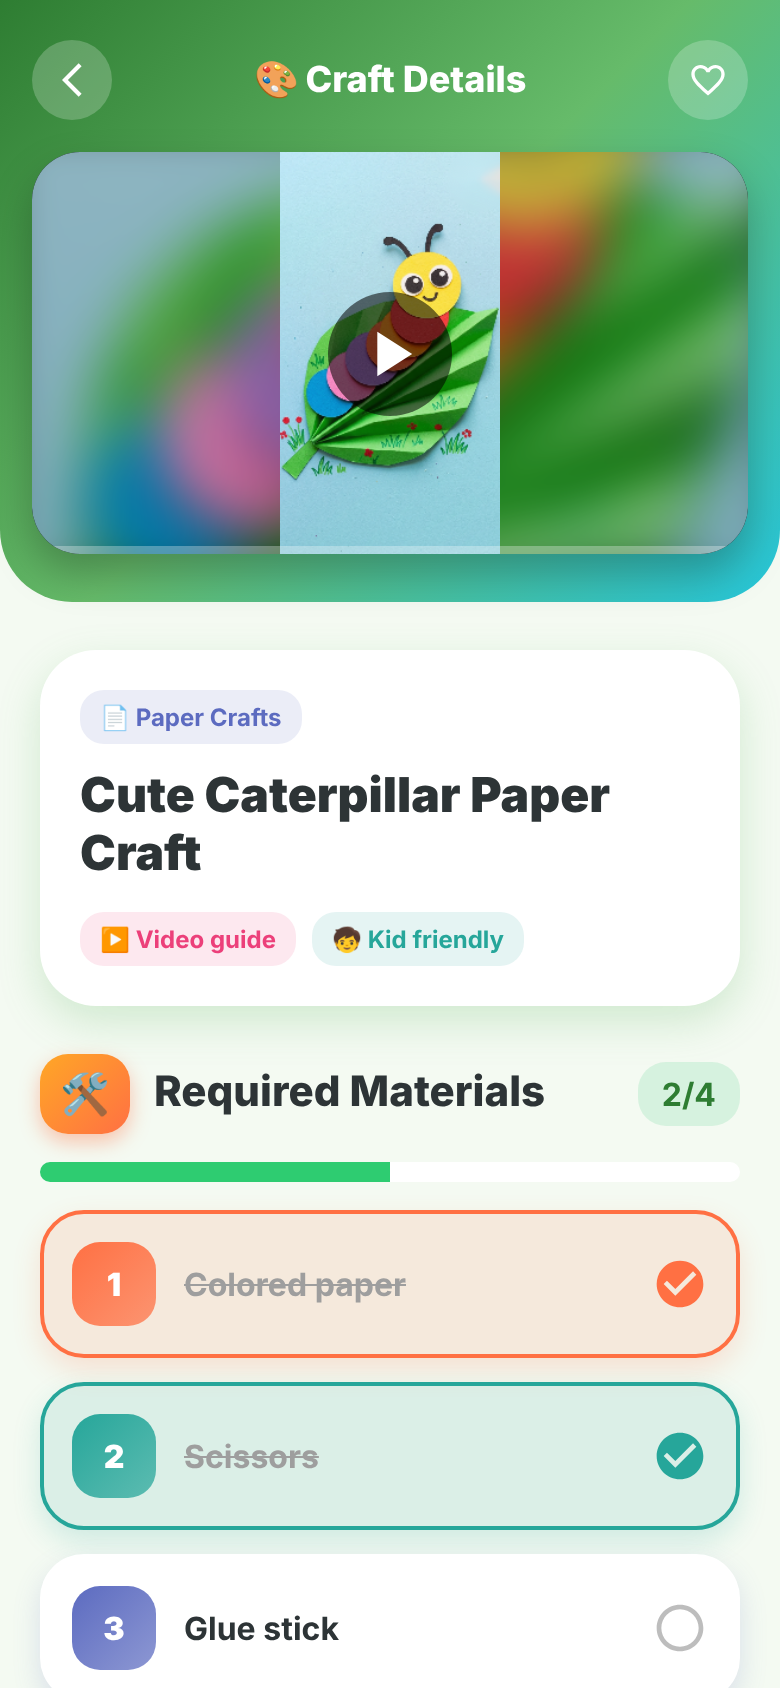 🎨 Craft Details
📄 Paper Crafts
Cute Caterpillar Paper
Craft
▶️ Video guide
🧒 Kid friendly
🛠️ Required Materials
2/4
1 Colored paper
2 Scissors
3 Glue stick